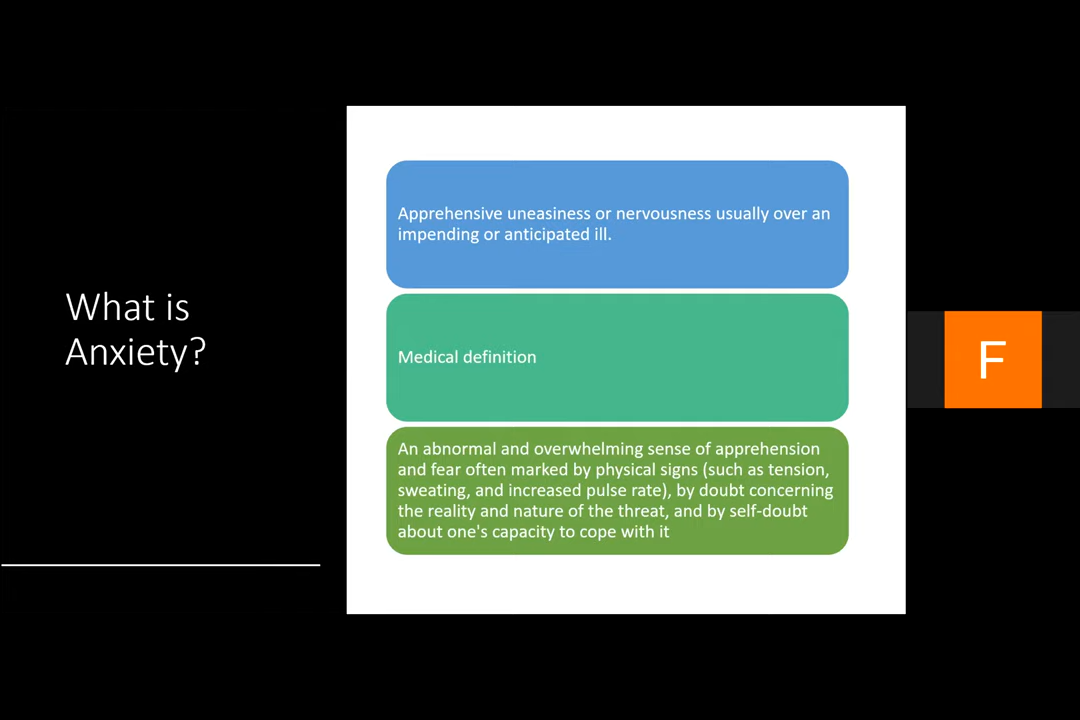 What is
Anxiety?
Apprehensive uneasiness or nervousness usually over an
impending or anticipated ill.
Medical definition
An abnormal and overwhelming sense of apprehension
and fear often marked by physical signs (such as tension,
sweating, and increased pulse rate), by doubt concerning
the reality and nature of the threat, and by self-doubt
about one's capacity to cope with it
F